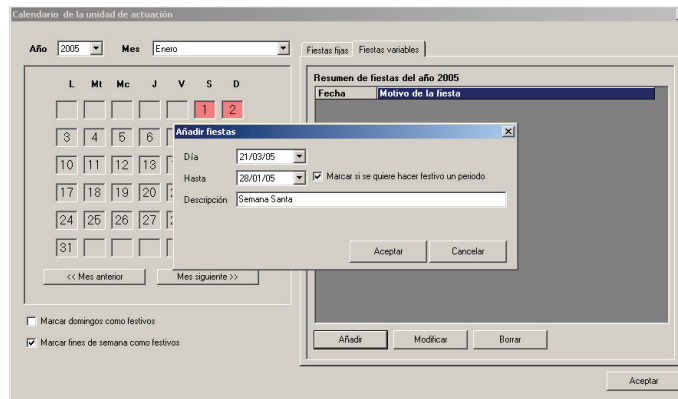 Calendario de la unidad de actuación
Año 2005 Mes Enero
L Mt Mc J V S D
1 2
3 4 5 6
10 11 12 13
17 18 19 20
24 25 26 27
31
<< Mes anterior Mes siguiente >>
Marcar domingos como festivos
Marcar fines de semana como festivos
Fiestas fijas Fiestas variables
Resumen de fiestas del año 2005
Fecha Motivo de la fiesta
Añadir fiestas
Día 21/03/05
Hasta 28/01/05 Marcar si se quiere hacer festivo un periodo
Descripción Semana Santa
Aceptar Cancelar
Añadir Modificar Borrar
Aceptar